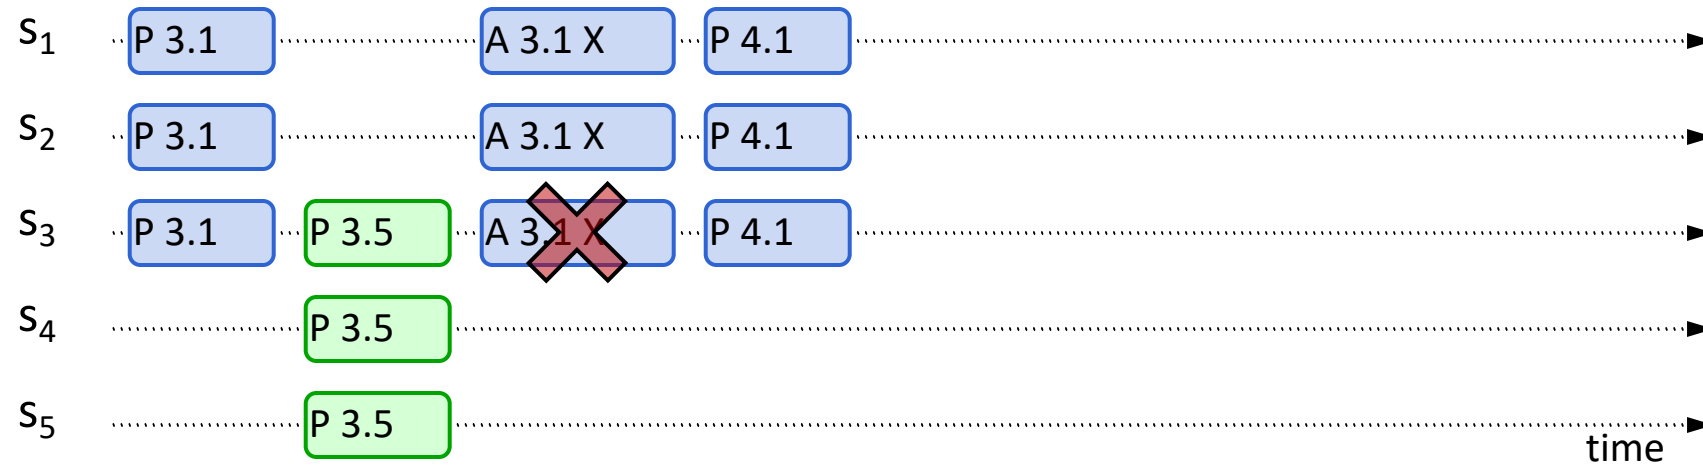 S₁ P 3.1 A 3.1 X P 4.1
S₂ P 3.1 A 3.1 X P 4.1
S₃ P 3.1 P 3.5 A 3.1 X P 4.1
S₄ P 3.5
S₅ P 3.5
time